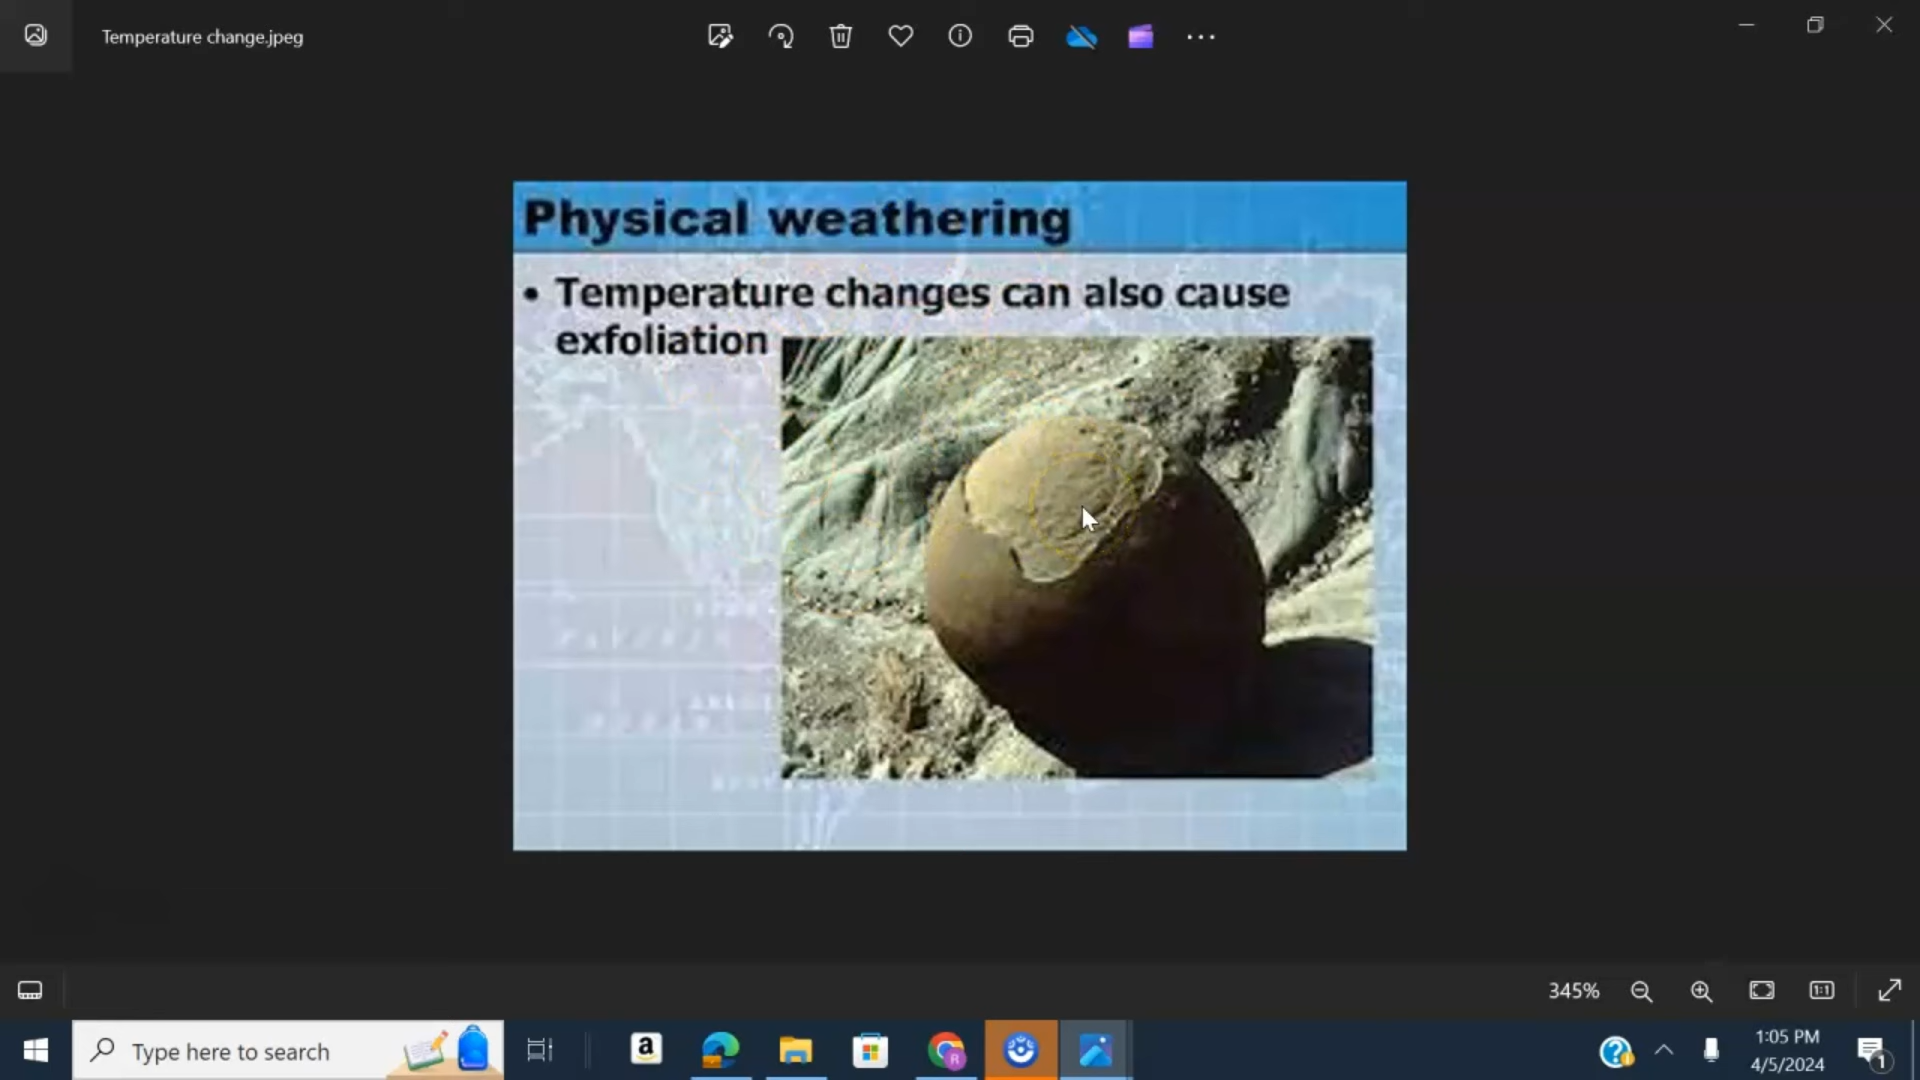 Temperature change.jpeg
Physical weathering
• Temperature changes can also cause
exfoliation
345%
Type here to search
1:05 PM
4/5/2024
1